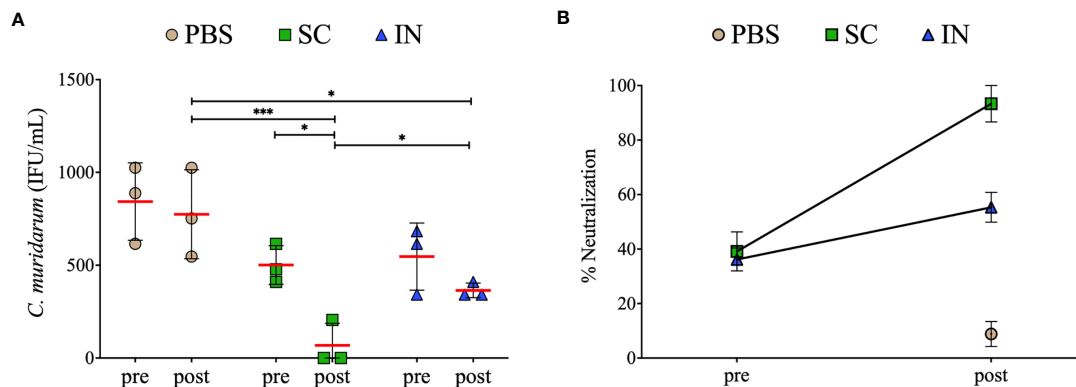 A
PBS SC IN
C. muridarum (IFU/mL)
1500
1000
500
0
*
***
*
*
pre post pre post pre post
B
PBS SC IN
% Neutralization
100
80
60
40
20
0
pre post